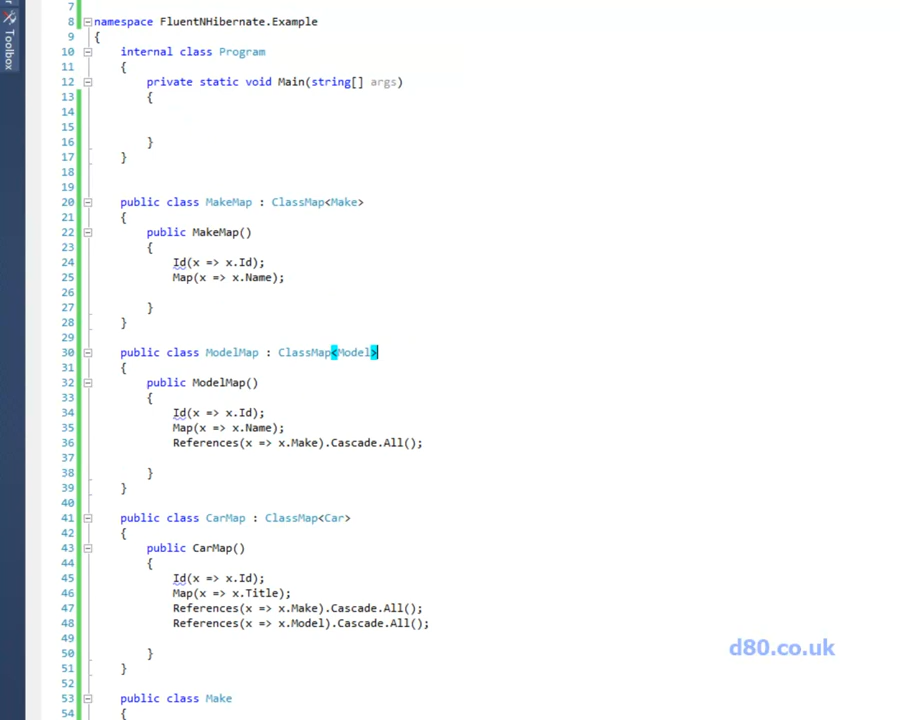 7
8 namespace FluentNHibernate.Example
9 {
10 internal class Program
11 {
12 private static void Main(string[] args)
13 {
14
15
16 }
17 }
18
19
20 public class MakeMap : ClassMap<Make>
21 {
22 public MakeMap()
23 {
24 Id(x => x.Id);
25 Map(x => x.Name);
26
27 }
28 }
29
30 public class ModelMap : ClassMap<Model>
31 {
32 public ModelMap()
33 {
34 Id(x => x.Id);
35 Map(x => x.Name);
36 References(x => x.Make).Cascade.All();
37
38 }
39 }
40
41 public class CarMap : ClassMap<Car>
42 {
43 public CarMap()
44 {
45 Id(x => x.Id);
46 Map(x => x.Title);
47 References(x => x.Make).Cascade.All();
48 References(x => x.Model).Cascade.All();
49
50 }
51 }
52
53 public class Make
54 {
Toolbox
d80.co.uk